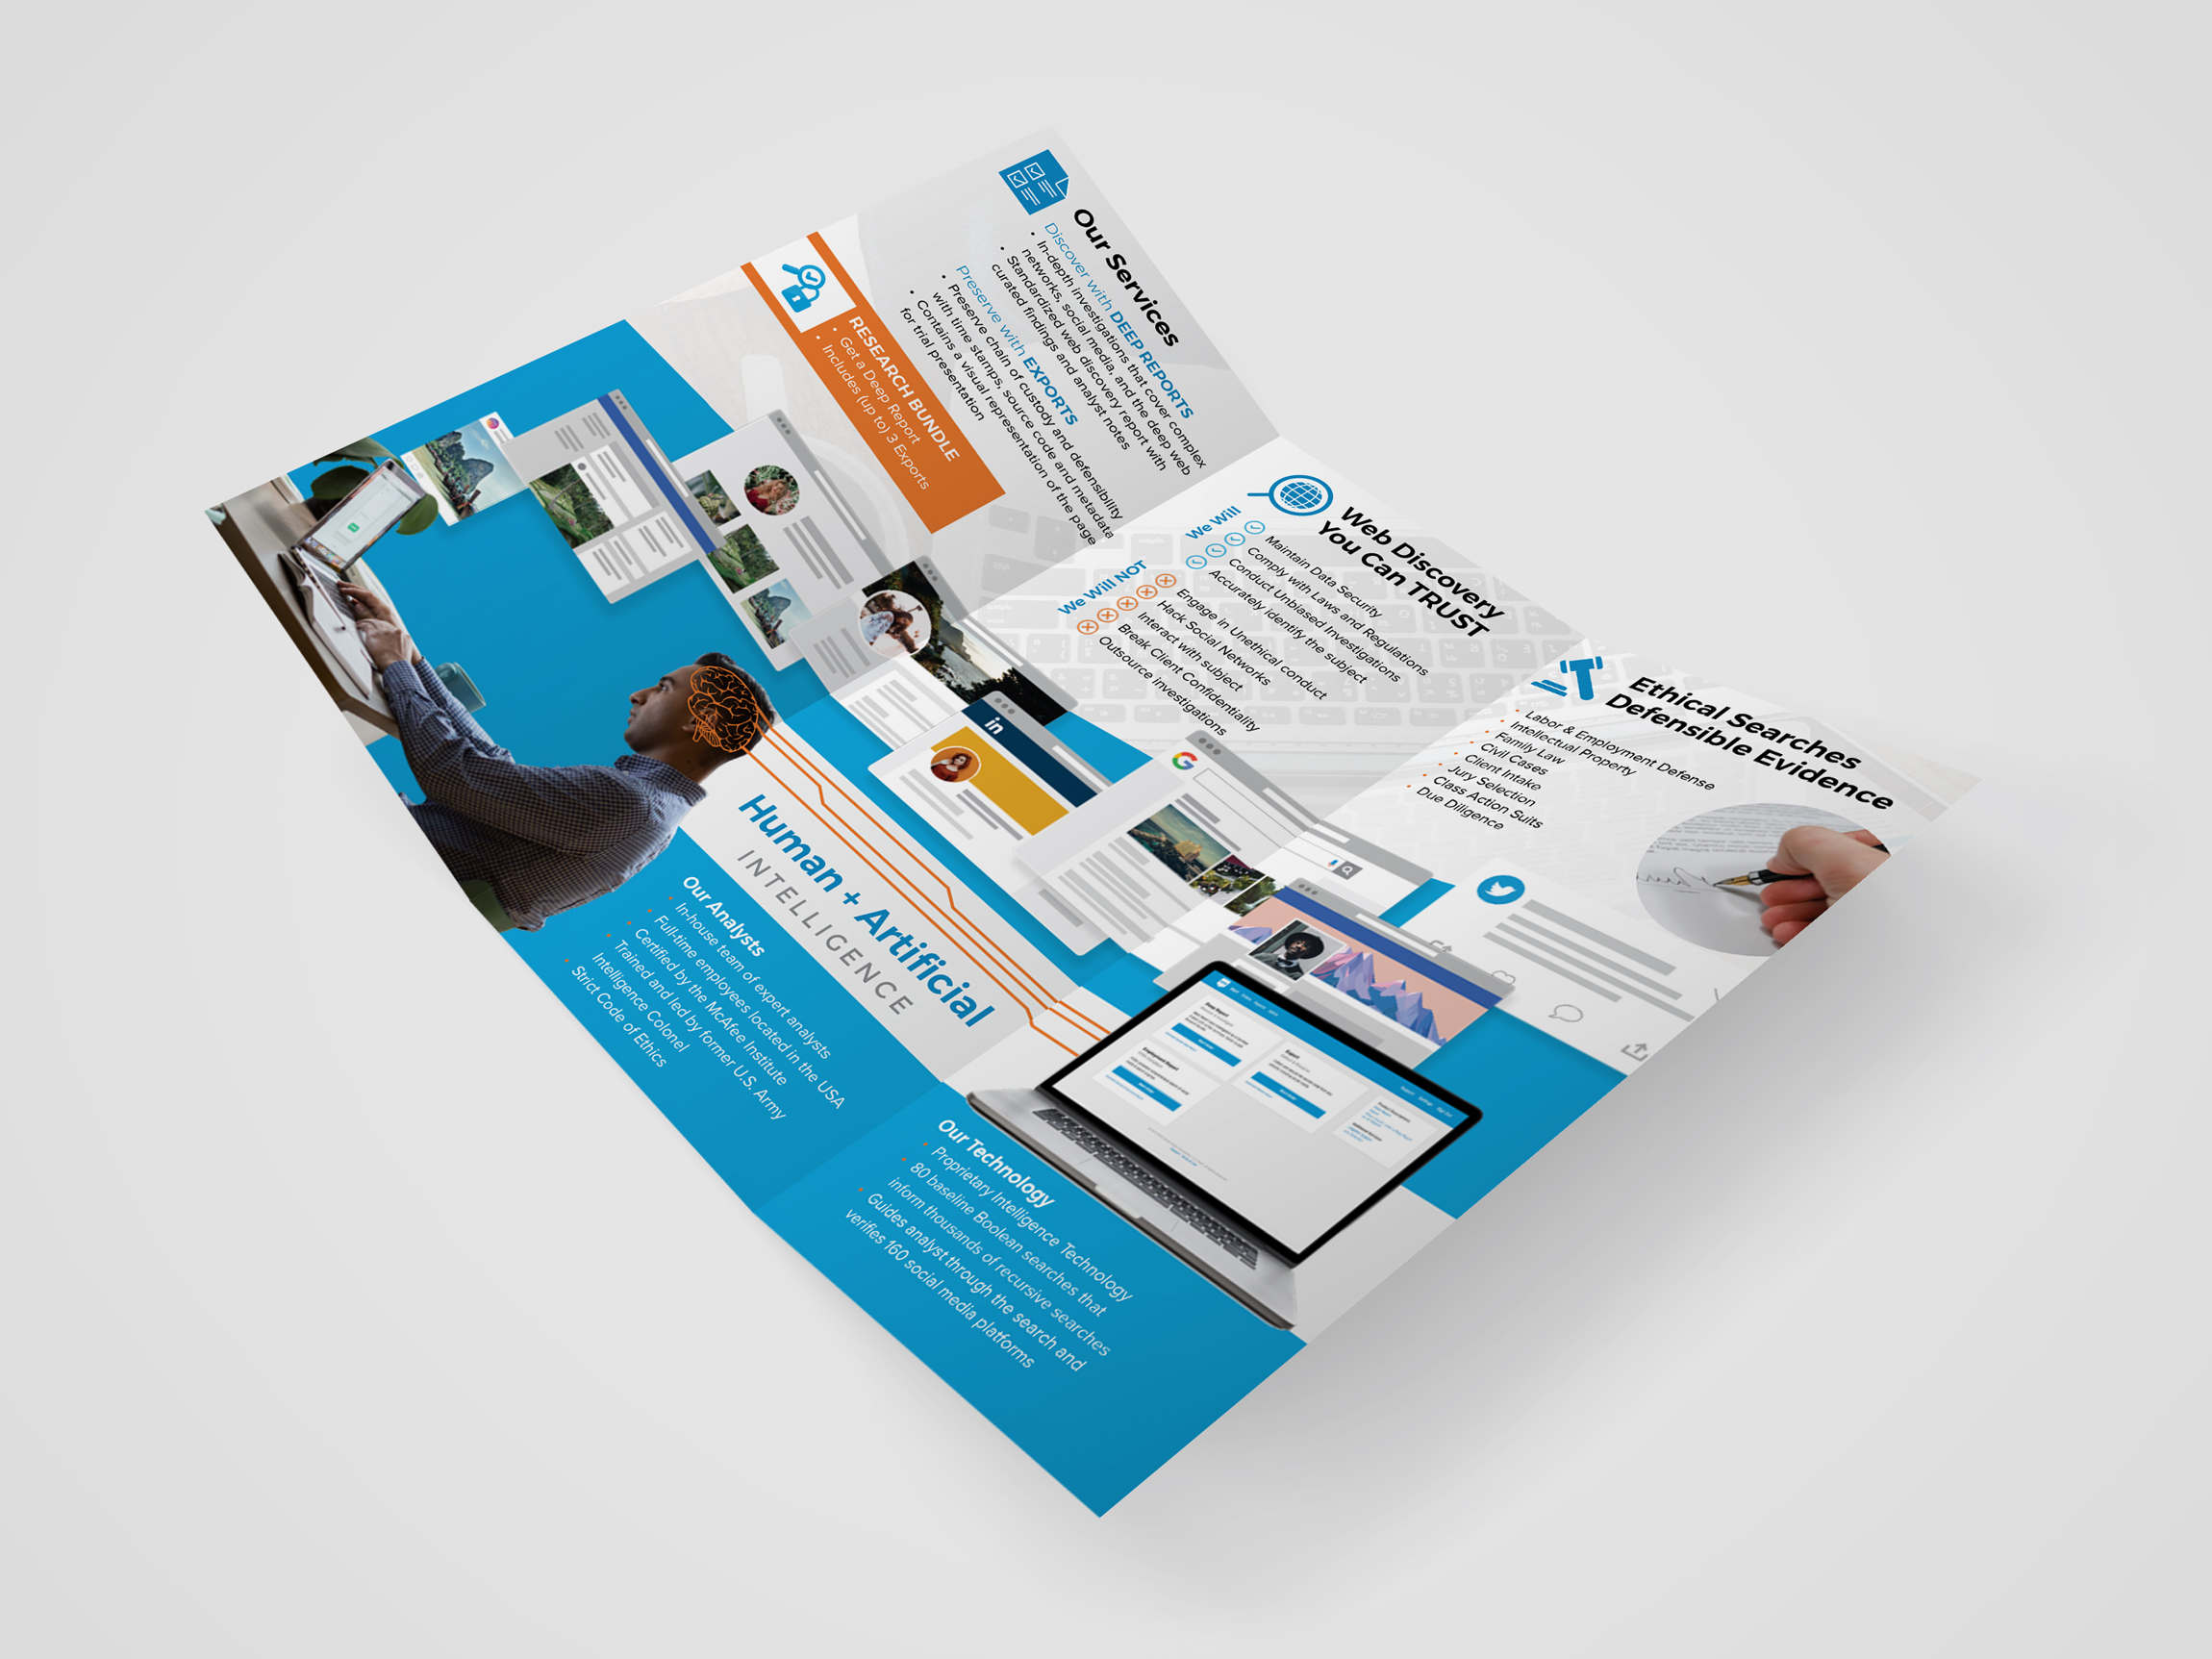 Our Services
Discover with DEEP REPORTS
• In-depth investigations that cover complex
networks, social media, and the deep web
• Standardized web discovery report with
curated findings and analyst notes
Preserve with EXPORTS
• Preserve chain of custody and defensibility
with time stamps, source code and metadata
• Contains a visual representation of the page
for trial presentation
RESEARCH BUNDLE
• Get a Deep Report
• Includes (up to) 3 Exports
Web Discovery
You Can TRUST
We Will
Maintain Data Security
Comply with Laws and Regulations
Conduct Unbiased Investigations
Accurately identify the subject
We Will NOT
Engage in Unethical conduct
Hack Social Networks
Interact with subject
Break Client Confidentiality
Outsource investigations
Ethical Searches
Defensible Evidence
• Labor & Employment Defense
• Intellectual Property
• Family Law
• Civil Cases
• Client Intake
• Jury Selection
• Class Action Suits
• Due Diligence
in
G
Human + Artificial
INTELLIGENCE
Our Analysts
• In-house team of expert analysts
• Full-time employees located in the USA
• Certified by the McAfee Institute
• Trained and led by former U.S. Army
Intelligence Colonel
• Strict Code of Ethics
Our Technology
• Proprietary Intelligence Technology
• 80 baseline Boolean searches that
inform thousands of recursive searches
• Guides analyst through the search and
verifies 160 social media platforms